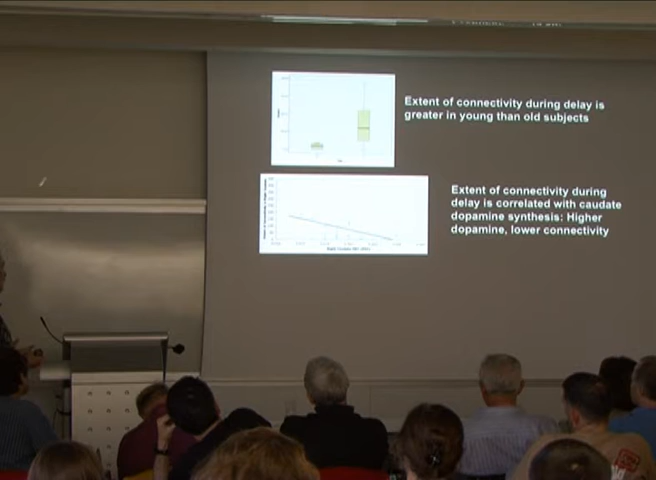 Extent of connectivity during delay is
greater in young than old subjects
Extent of connectivity during
delay is correlated with caudate
dopamine synthesis: Higher
dopamine, lower connectivity